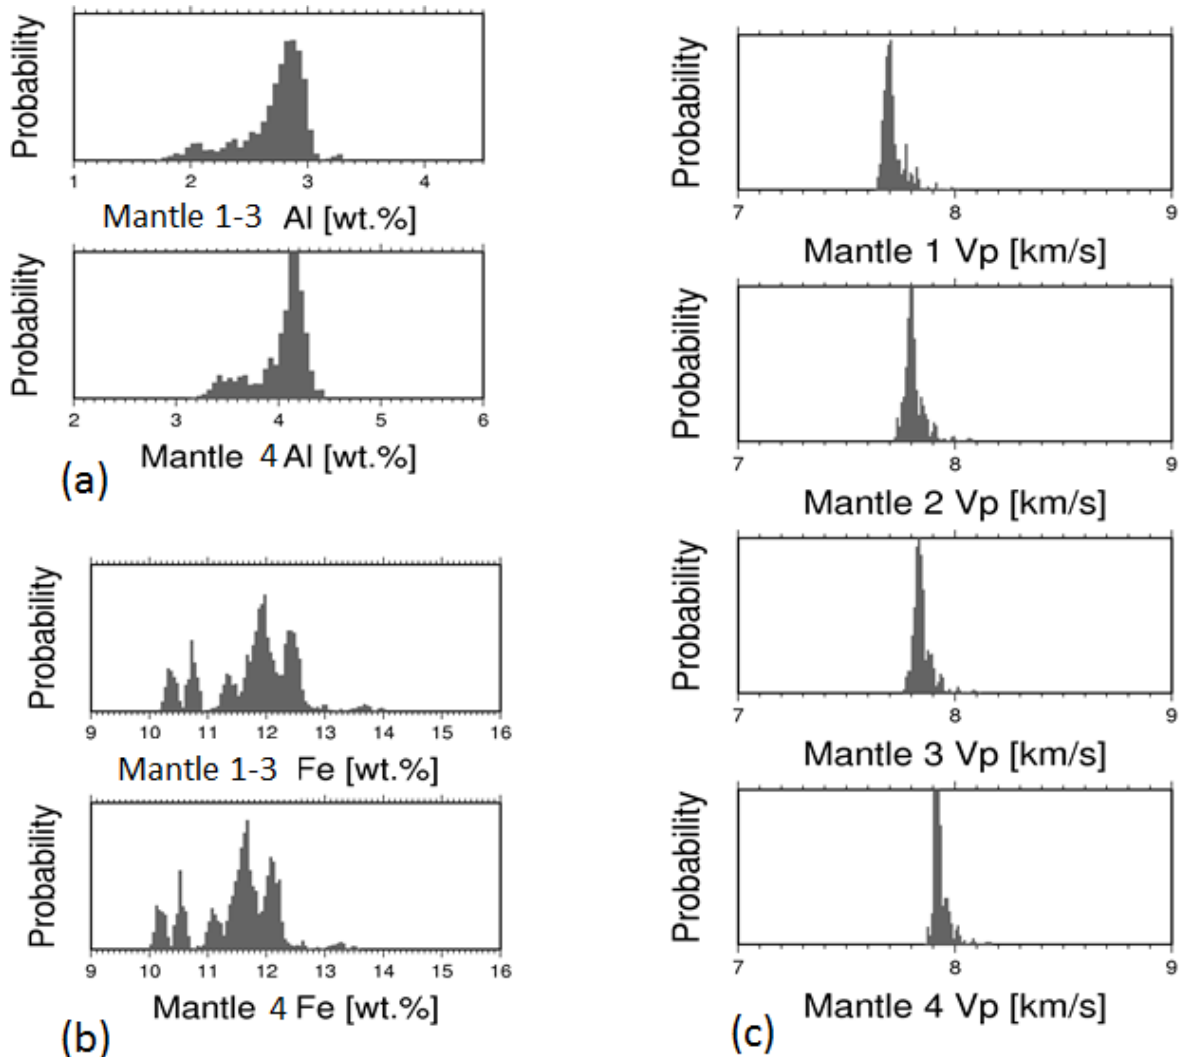 Probability
1 2 3 4
Mantle 1-3 Al [wt.%]
Probability
2 3 4 5 6
Mantle 4 Al [wt.%]
(a)
Probability
9 10 11 12 13 14 15 16
Mantle 1-3 Fe [wt.%]
Probability
9 10 11 12 13 14 15 16
Mantle 4 Fe [wt.%]
(b)
Probability
7 8 9
Mantle 1 Vp [km/s]
Probability
7 8 9
Mantle 2 Vp [km/s]
Probability
7 8 9
Mantle 3 Vp [km/s]
Probability
7 8 9
Mantle 4 Vp [km/s]
(c)